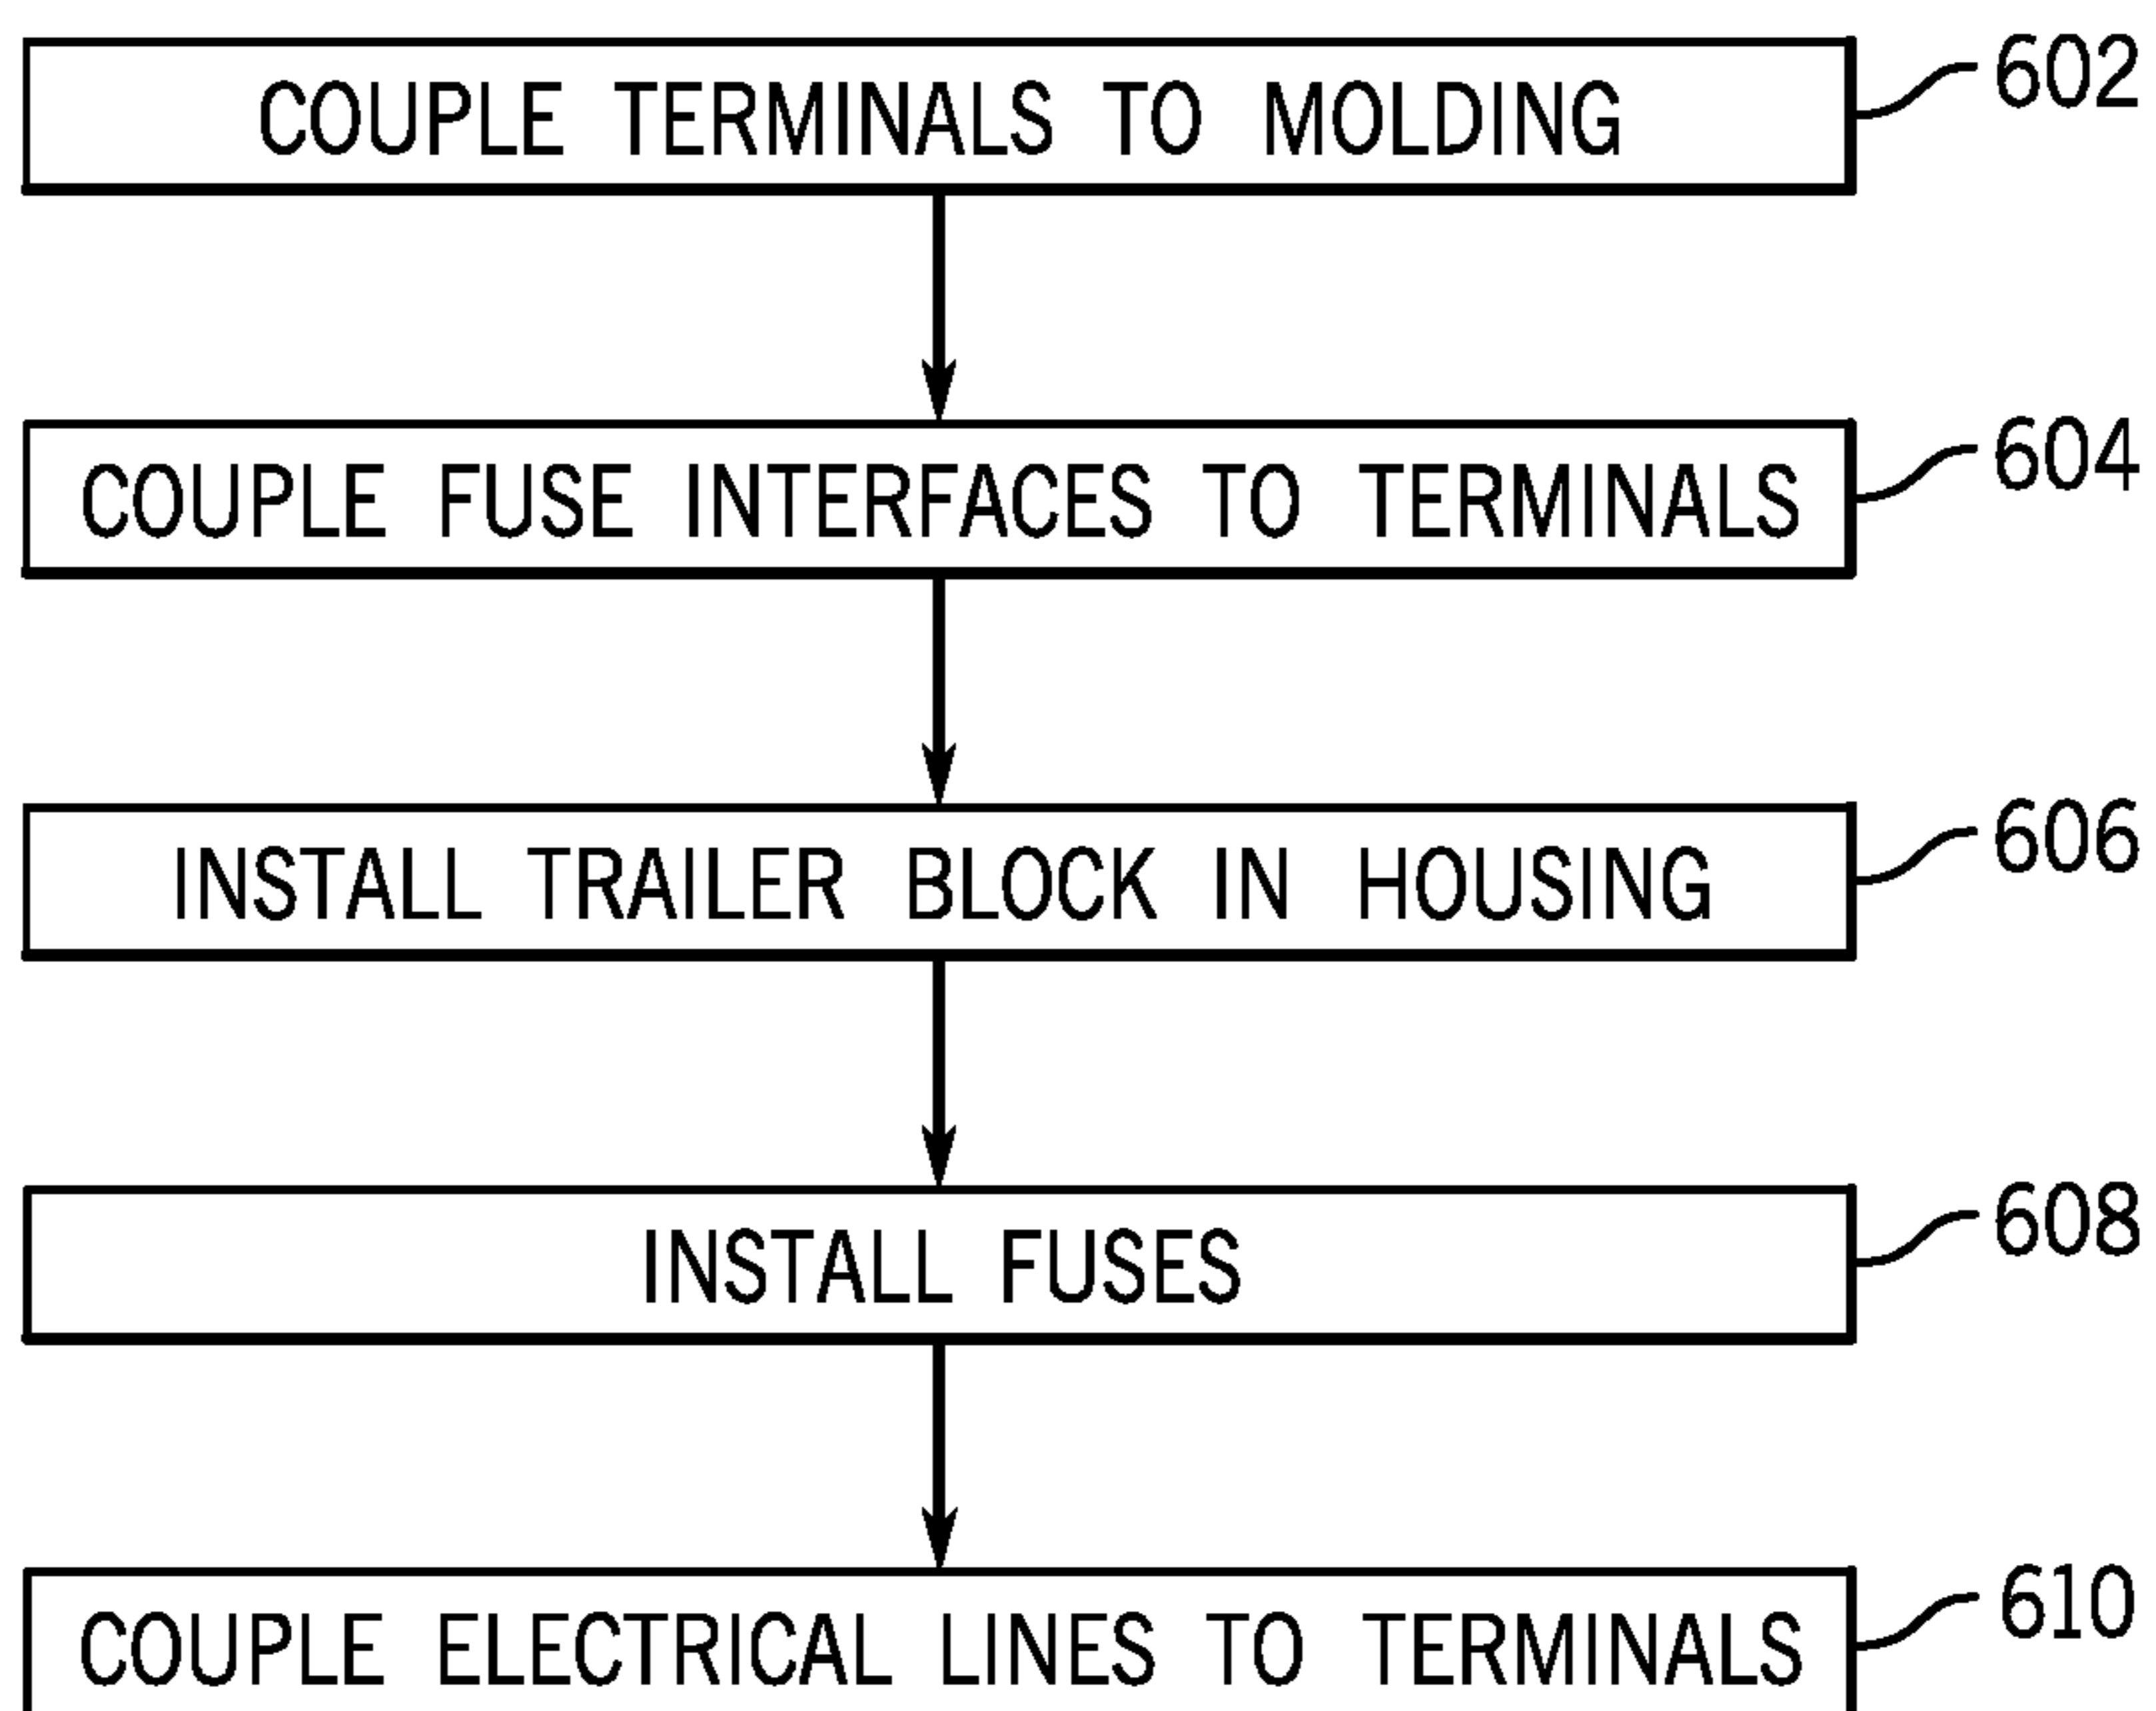 COUPLE TERMINALS TO MOLDING
602
COUPLE FUSE INTERFACES TO TERMINALS
604
INSTALL TRAILER BLOCK IN HOUSING
606
INSTALL FUSES
608
COUPLE ELECTRICAL LINES TO TERMINALS
610